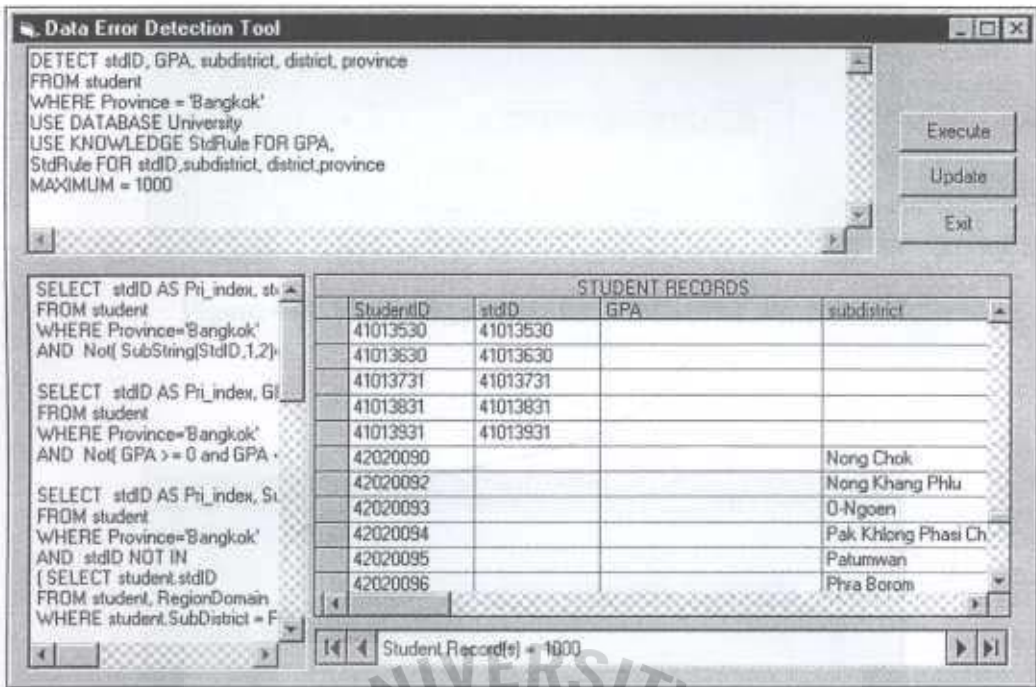 Data Error Detection Tool
DETECT stdID, GPA, subdistrict, district, province
FROM student
WHERE Province = 'Bangkok'
USE DATABASE University
USE KNOWLEDGE StdRule FOR GPA,
StdRule FOR stdID,subdistrict, district,province
MAXIMUM = 1000
Execute
Update
Exit
SELECT stdID AS Pri_index, st
FROM student
WHERE Province='Bangkok'
AND Not( SubString(StdID,1,2)
SELECT stdID AS Pri_index, G
FROM student
WHERE Province='Bangkok'
AND Not( GPA >= 0 and GPA
SELECT stdID AS Pri_index, Su
FROM student
WHERE Province='Bangkok'
AND stdID NOT IN
( SELECT student.stdID
FROM student, RegionDomain
WHERE student.SubDistrict = F
STUDENT RECORDS
StudentID stdID GPA subdistrict
41013530 41013530
41013630 41013630
41013731 41013731
41013831 41013831
41013931 41013931
42020090 Nong Chok
42020092 Nong Khang Phlu
42020093 O-Ngoen
42020094 Pak Khlong Phasi Ch
42020095 Patumwan
42020096 Phra Borom
Student Record(s) = 1000
UNIVERSITY